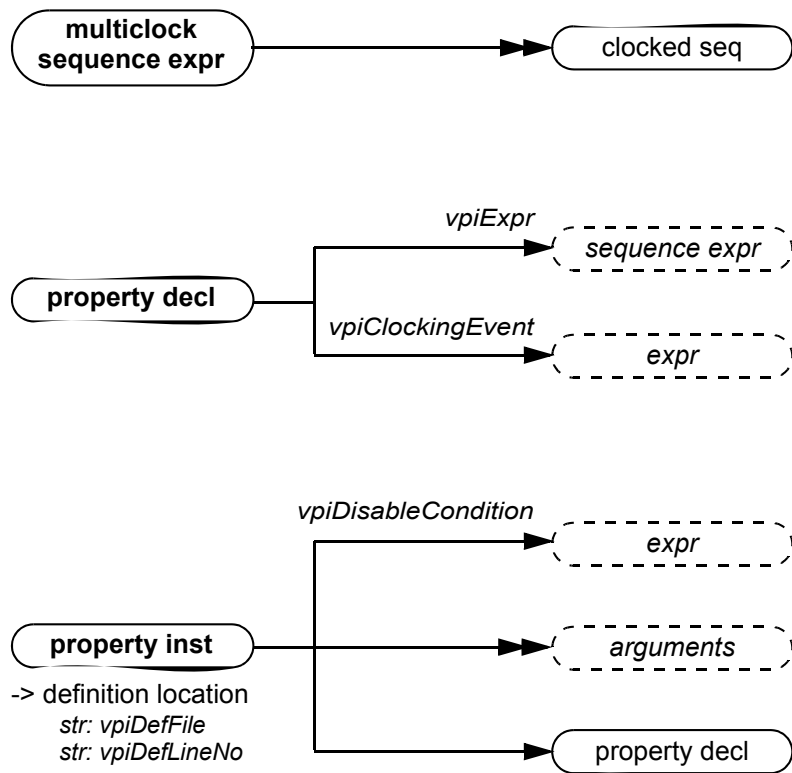 multiclock
sequence expr
clocked seq
vpiExpr
sequence expr
property decl
vpiClockingEvent
expr
vpiDisableCondition
expr
property inst
arguments
-> definition location
str: vpiDefFile
str: vpiDefLineNo
property decl